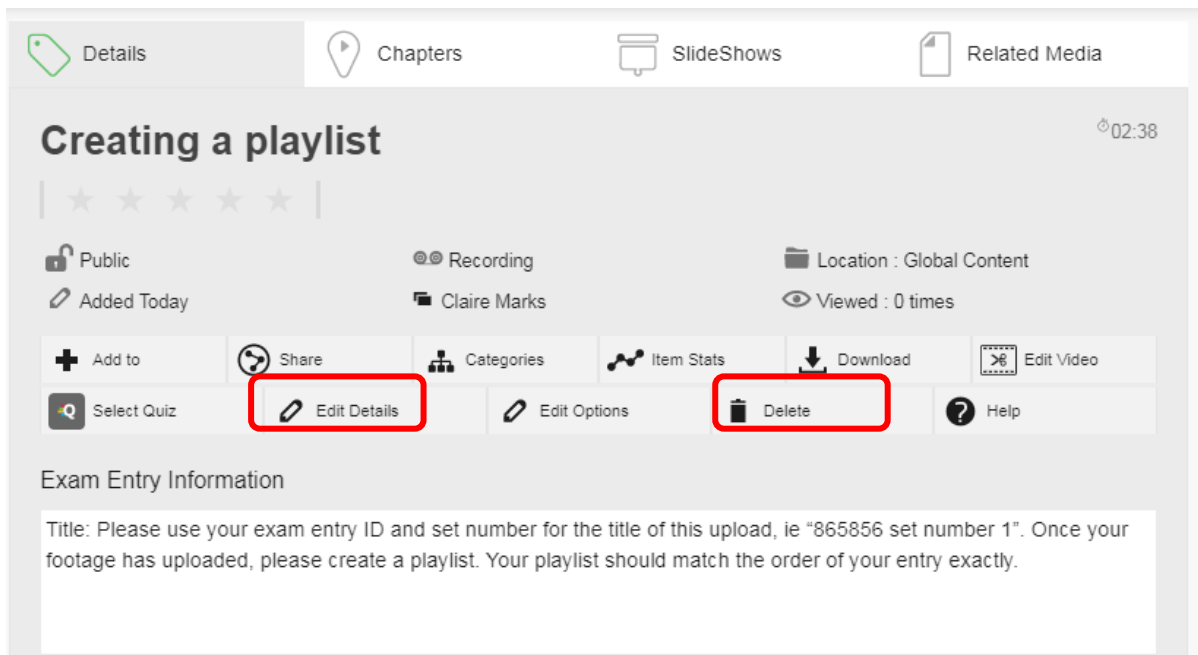 Details Chapters SlideShows Related Media
Creating a playlist 02:38
Public Recording Location : Global Content
Added Today Claire Marks Viewed : 0 times
Add to Share Categories Item Stats Download Edit Video
Q Select Quiz Edit Details Edit Options Delete ? Help
Exam Entry Information
Title: Please use your exam entry ID and set number for the title of this upload, ie “865856 set number 1”. Once your
footage has uploaded, please create a playlist. Your playlist should match the order of your entry exactly.